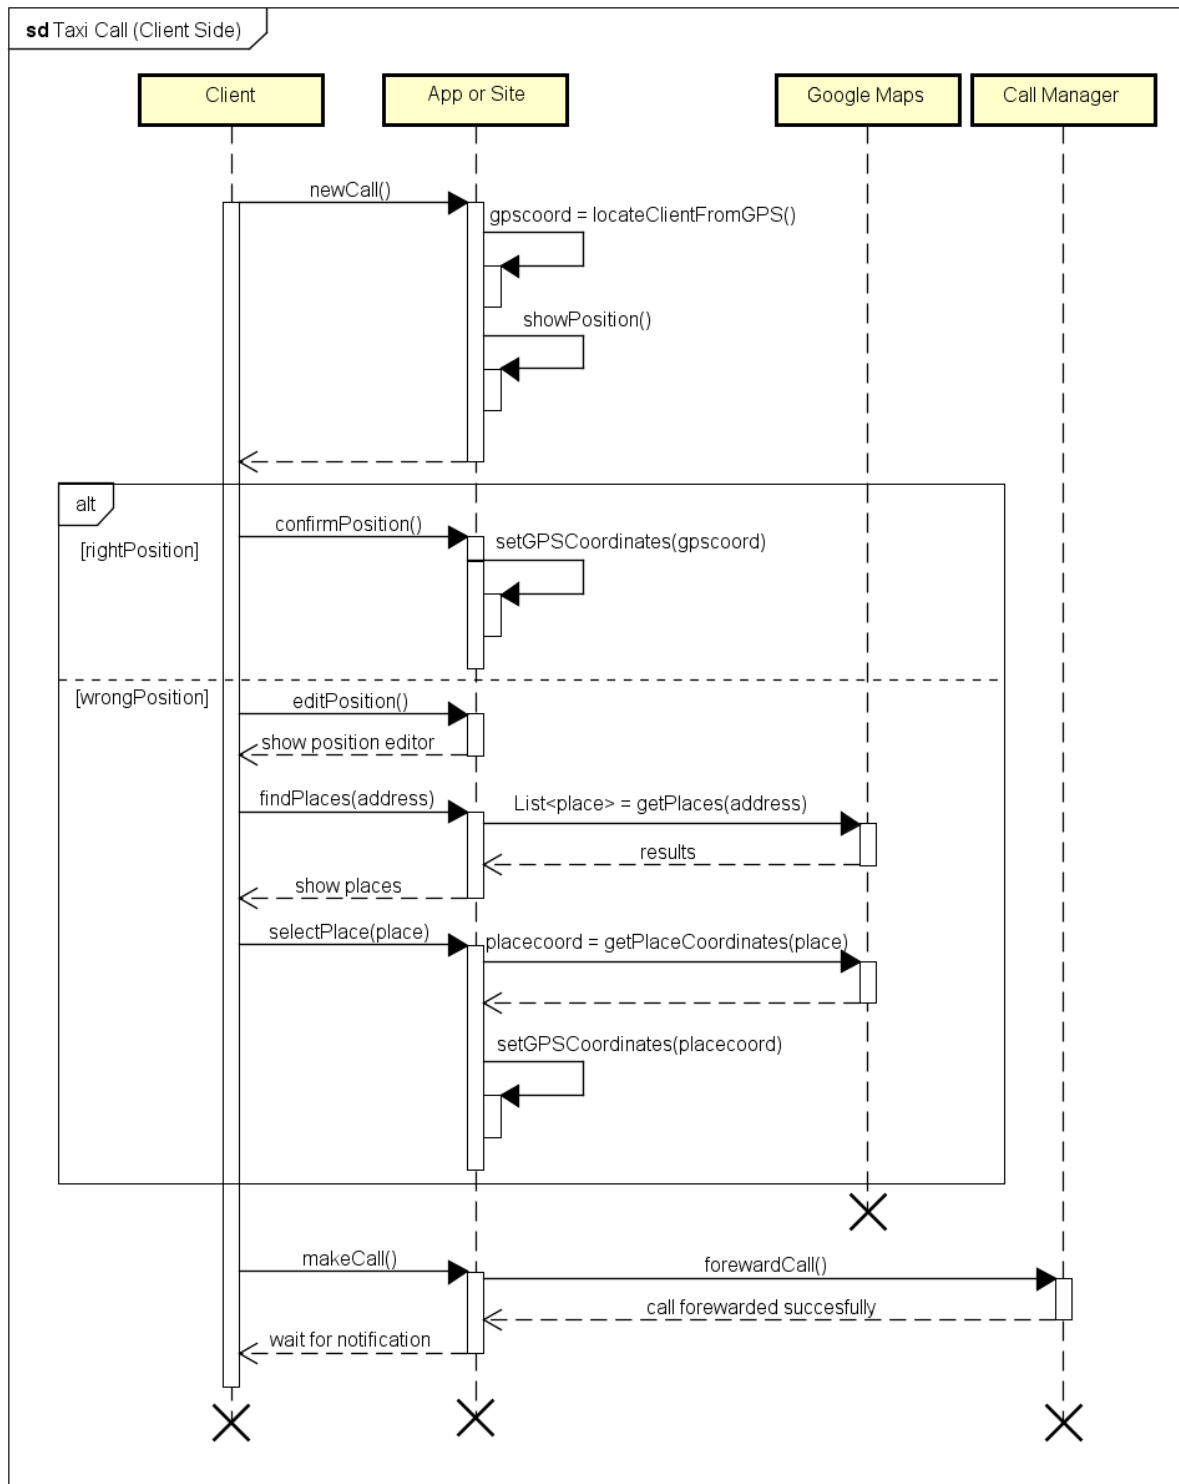 sd Taxi Call (Client Side)
Client
App or Site
Google Maps
Call Manager
newCall()
gpscoord = locateClientFromGPS()
showPosition()
alt
confirmPosition()
[rightPosition]
setGPSCoordinates(gpscoord)
[wrongPosition]
editPosition()
show position editor
findPlaces(address)
List<place> = getPlaces(address)
results
show places
selectPlace(place)
placecoord = getPlaceCoordinates(place)
setGPSCoordinates(placecoord)
makeCall()
forewardCall()
call forewarded succesfully
wait for notification